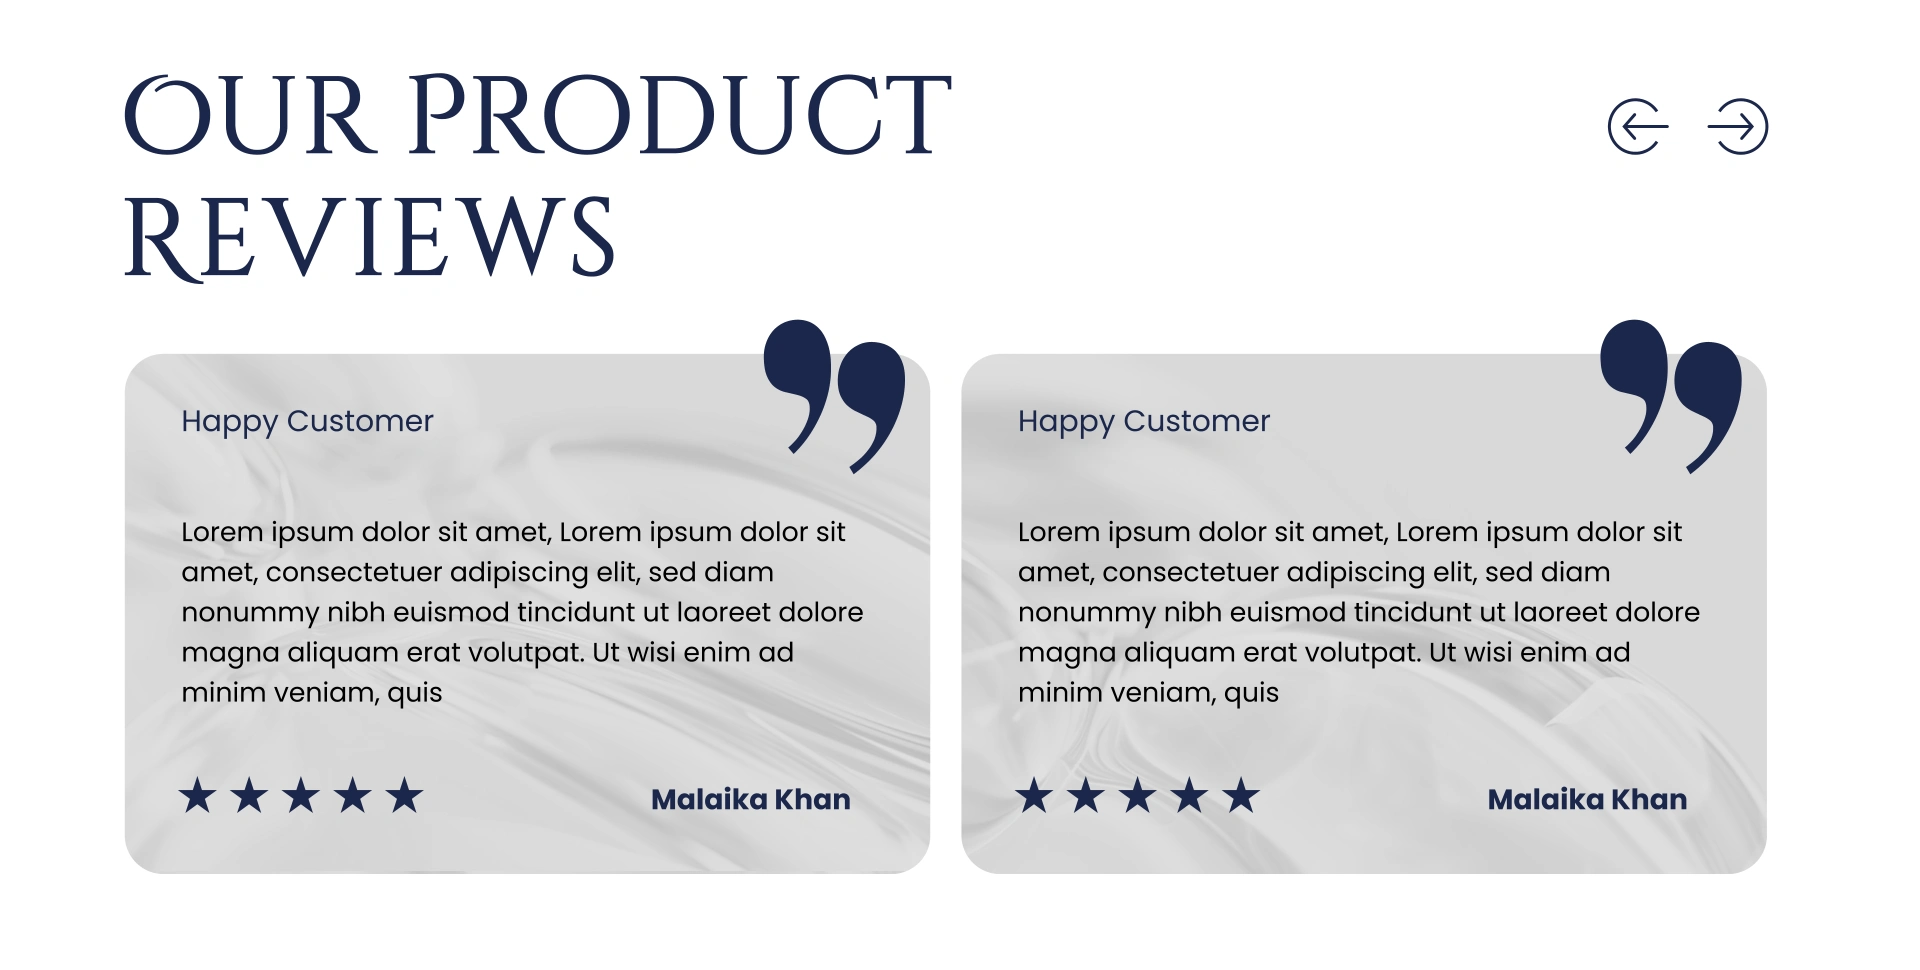 Our Product
Reviews
Happy Customer
Lorem ipsum dolor sit amet, Lorem ipsum dolor sit
amet, consectetuer adipiscing elit, sed diam
nonummy nibh euismod tincidunt ut laoreet dolore
magna aliquam erat volutpat. Ut wisi enim ad
minim veniam, quis
Malaika Khan
Happy Customer
Lorem ipsum dolor sit amet, Lorem ipsum dolor sit
amet, consectetuer adipiscing elit, sed diam
nonummy nibh euismod tincidunt ut laoreet dolore
magna aliquam erat volutpat. Ut wisi enim ad
minim veniam, quis
Malaika Khan